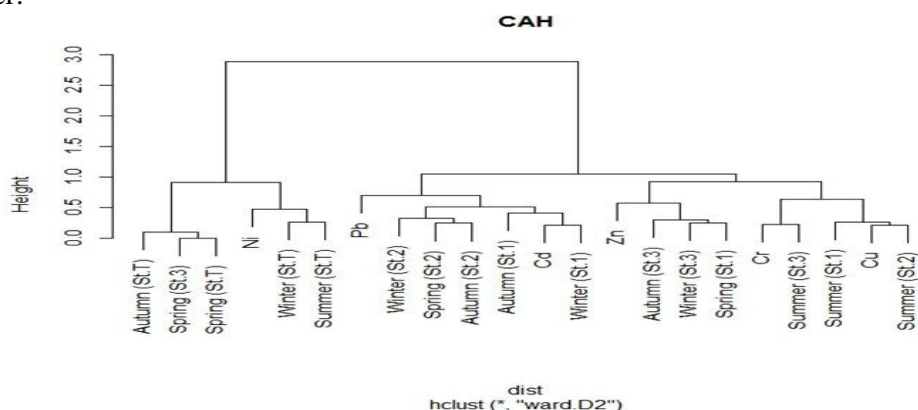 CAH
Height
0.0 0.5 1.0 1.5 2.0 2.5 3.0
Autumn (St.T)
Spring (St.3)
Spring (St.T)
Ni
Winter (St.T)
Summer (St.T)
Pb
Winter (St.2)
Spring (St.2)
Autumn (St.2)
Autumn (St.1)
Cd
Winter (St.1)
Zn
Autumn (St.3)
Winter (St.3)
Spring (St.1)
Cr
Summer (St.3)
Summer (St.1)
Cu
Summer (St.2)
dist
hclust (*, "ward.D2")